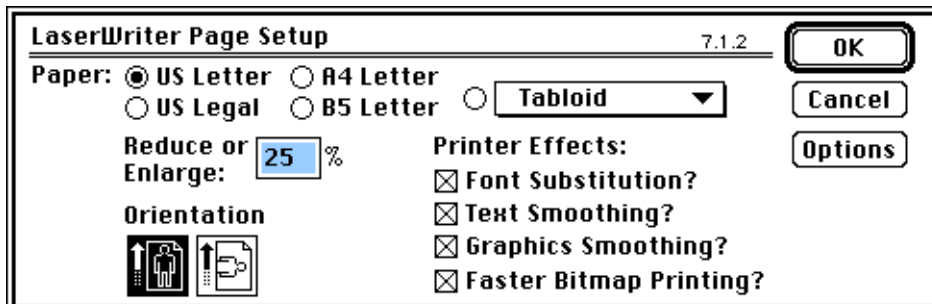 LaserWriter Page Setup 7.1.2 OK
Paper: US Letter A4 Letter
US Legal B5 Letter Tabloid Cancel
Reduce or Enlarge: 25 %
Options
Printer Effects:
Font Substitution?
Text Smoothing?
Graphics Smoothing?
Faster Bitmap Printing?
Orientation